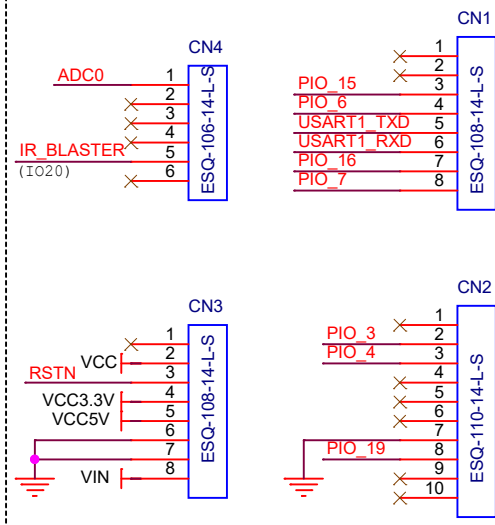 CN4
ADC0
1
2
3
4
IR_BLASTER
5
(IO20)
6
ESQ-106-14-L-S
CN1
1
2
PIO_15
3
PIO_6
4
USART1_TXD
5
USART1_RXD
6
PIO_16
7
PIO_7
8
ESQ-108-14-L-S
CN3
1
VCC
2
RSTN
3
VCC3.3V
4
VCC5V
5
6
7
VIN
8
ESQ-108-14-L-S
CN2
1
PIO_3
2
PIO_4
3
4
5
6
7
PIO_19
8
9
10
ESQ-110-14-L-S